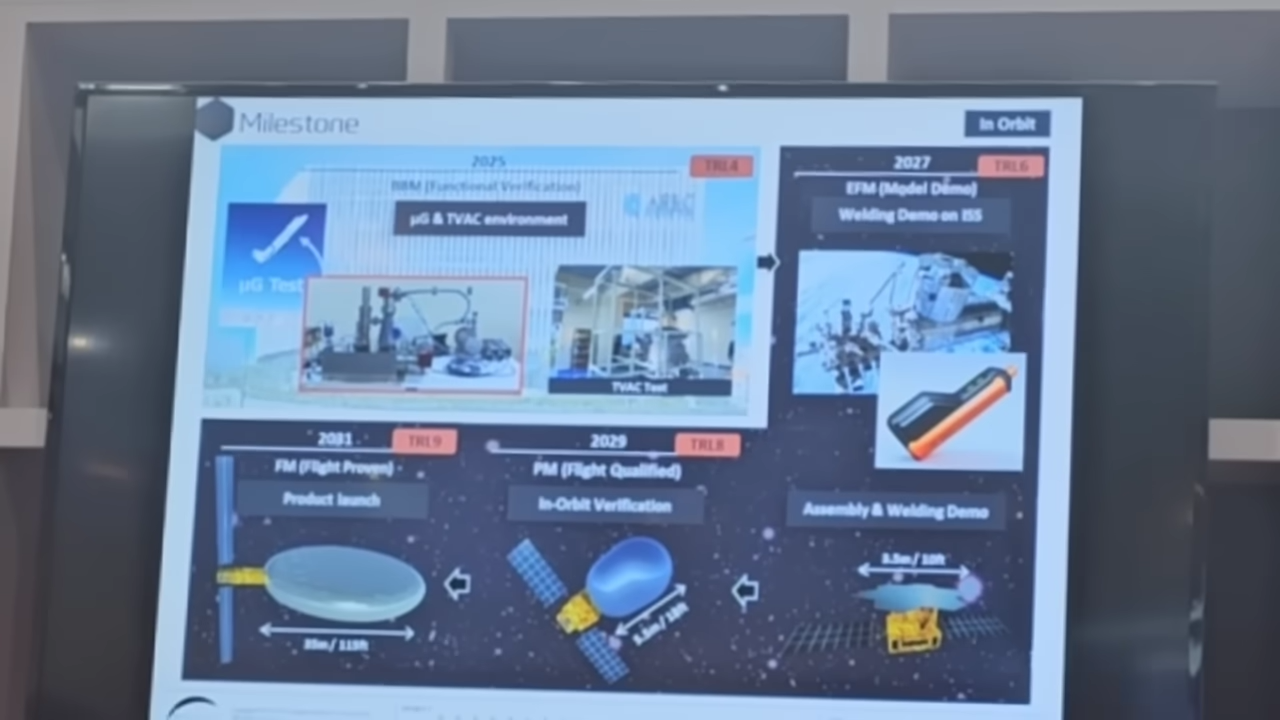 Milestone
In Orbit
2025
TRL4
BBM (Functional Verification)
µG & TVAC environment
µG Test
TVAC Test
2027
TRL6
EFM (Model Demo)
Welding Demo on ISS
2031
TRL9
FM (Flight Proven)
Product launch
35m / 115ft
2029
TRL8
PM (Flight Qualified)
In-Orbit Verification
Assembly & Welding Demo